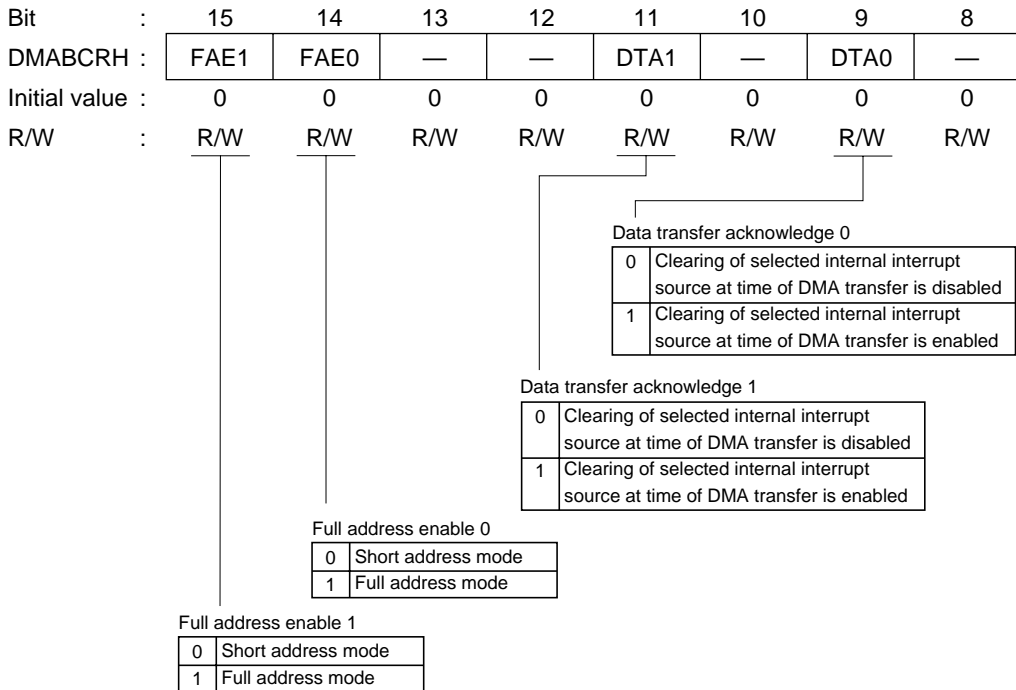 Bit : 15 14 13 12 11 10 9 8
DMABCRH : FAE1 FAE0 — — DTA1 — DTA0 —
Initial value : 0 0 0 0 0 0 0 0
R/W : R/W R/W R/W R/W R/W R/W R/W R/W
Data transfer acknowledge 0
0 Clearing of selected internal interrupt
source at time of DMA transfer is disabled
1 Clearing of selected internal interrupt
source at time of DMA transfer is enabled
Data transfer acknowledge 1
0 Clearing of selected internal interrupt
source at time of DMA transfer is disabled
1 Clearing of selected internal interrupt
source at time of DMA transfer is enabled
Full address enable 0
0 Short address mode
1 Full address mode
Full address enable 1
0 Short address mode
1 Full address mode